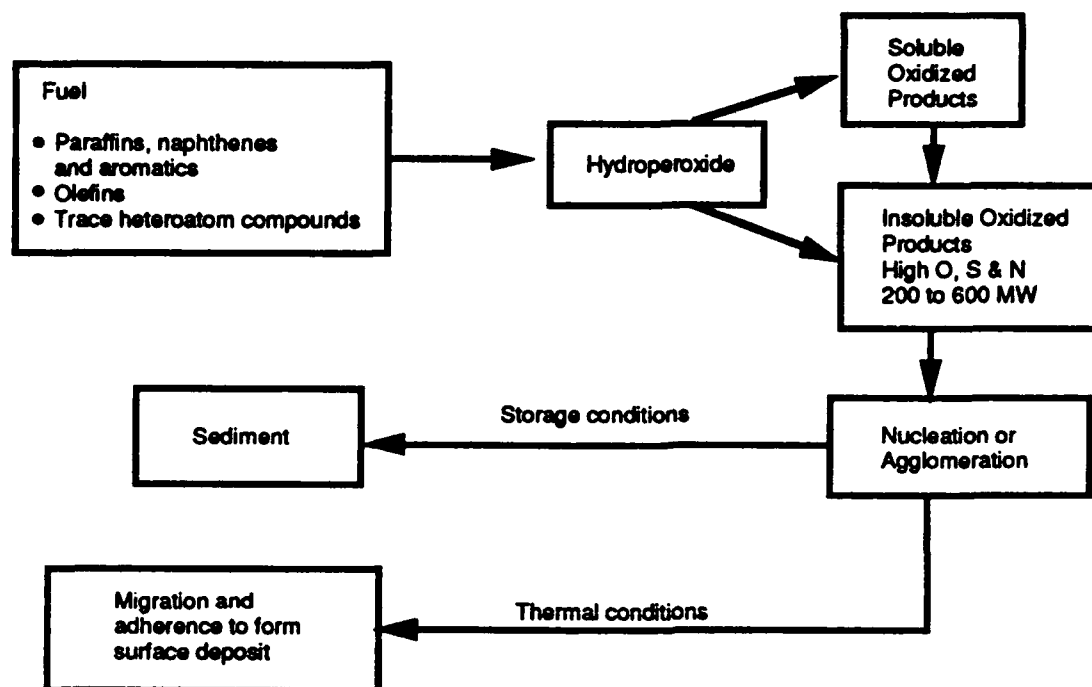 Fuel
• Paraffins, naphthenes
and aromatics
• Olefins
• Trace heteroatom compounds
Hydroperoxide
Soluble
Oxidized
Products
Insoluble Oxidized
Products
High O, S & N
200 to 600 MW
Nucleation or
Agglomeration
Storage conditions
Sediment
Thermal conditions
Migration and
adherence to form
surface deposit